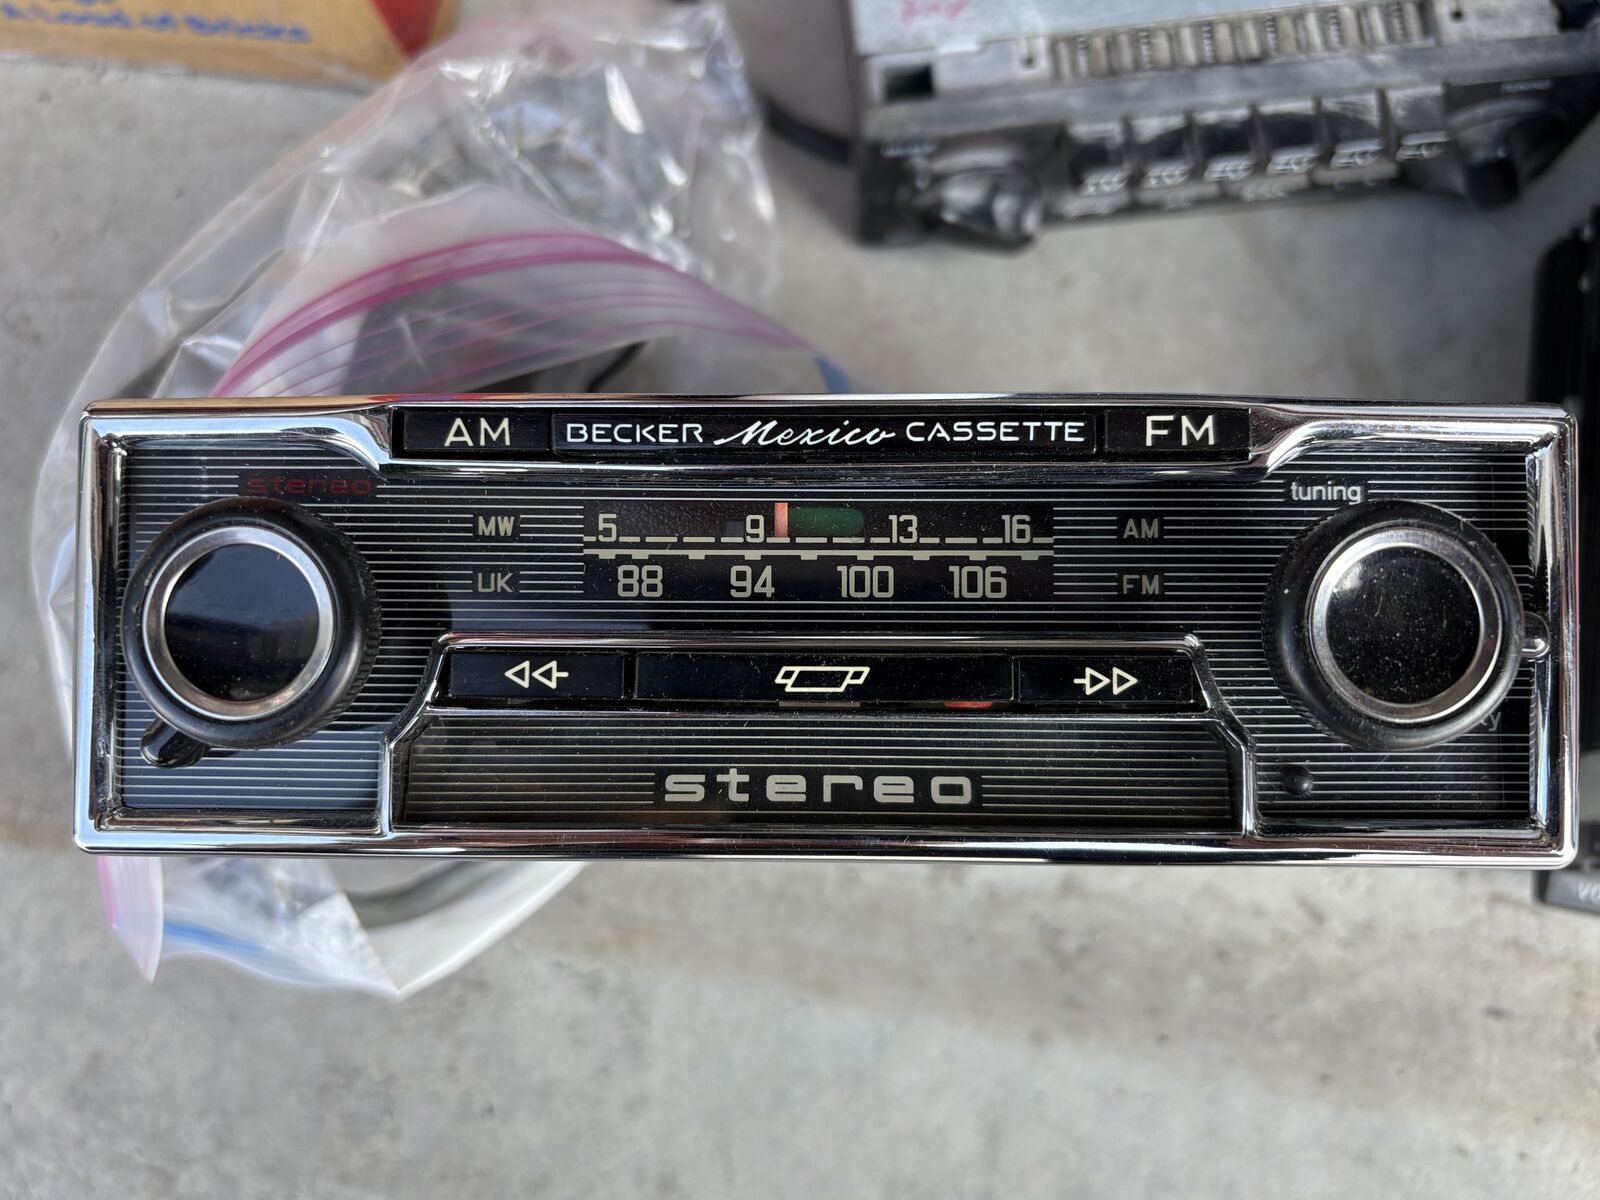 AM BECKER Mexico CASSETTE FM
stereo
tuning
MW 5 9 13 16 AM
UK 88 94 100 106 FM
stereo